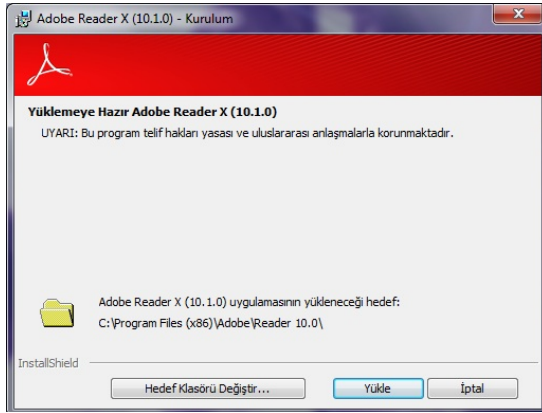 Adobe Reader X (10.1.0) - Kurulum
Yüklemeye Hazır Adobe Reader X (10.1.0)
UYARI: Bu program telif hakları yasası ve uluslararası anlaşmalarla korunmaktadır.
Adobe Reader X (10.1.0) uygulamasının yükleneceği hedef:
C:\Program Files (x86)\Adobe\Reader 10.0\
InstallShield
Hedef Klasörü Değiştir... Yükle İptal